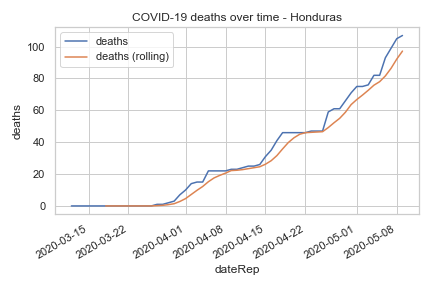 COVID-19 deaths over time - Honduras
deaths
deaths (rolling)
100
80
60
40
20
0
deaths
2020-03-15
2020-03-22
2020-04-01
2020-04-08
2020-04-15
2020-04-22
2020-05-01
2020-05-08
dateRep